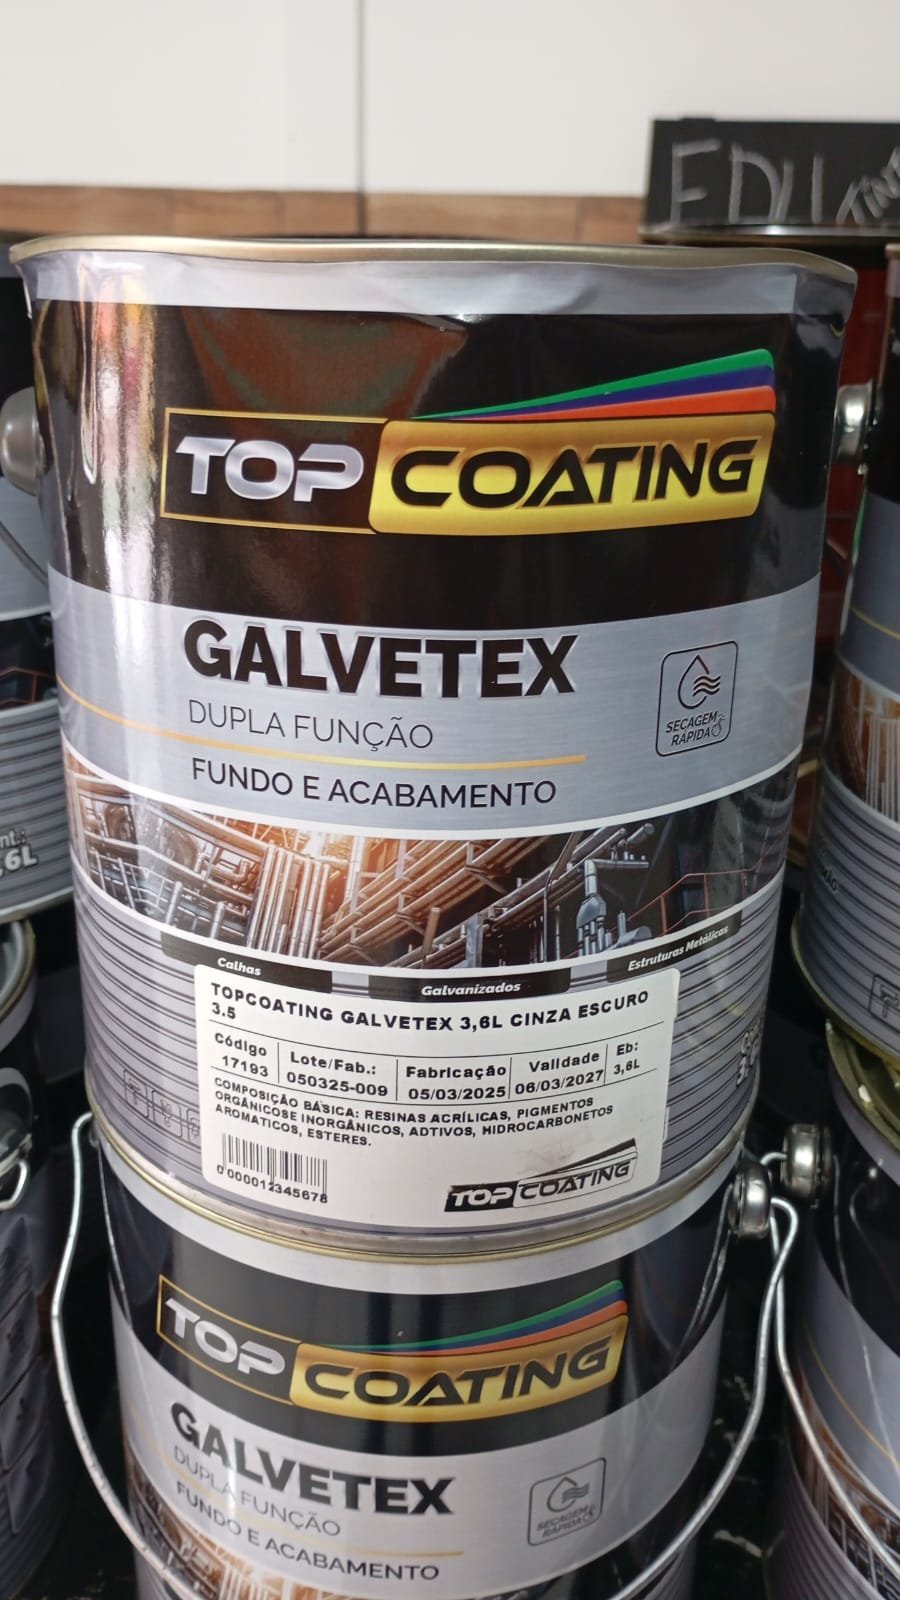 EDU
TOP COATING
GALVETEX
DUPLA FUNÇÃO
FUNDO E ACABAMENTO
SECAGEM
RÁPIDA
Calhas
Galvanizados
Estruturas Metálicas
TOPCOATING GALVETEX 3,6L CINZA ESCURO
3.5
Código
17193
Lote/Fab.:
050325-009
Fabricação
05/03/2025
Validade
06/03/2027
Eb:
3,6L
COMPOSIÇÃO BÁSICA: RESINAS ACRÍLICAS, PIGMENTOS
ORGÂNICOSE INORGÂNICOS, ADTIVOS, HIDROCARBONETOS
AROMATICOS, ESTERES.
0 000012345678
TOP COATING
TOP COATING
GALVETEX
DUPLA FUNÇÃO
FUNDO E ACABAMENTO
SECAGEM
RÁPIDA